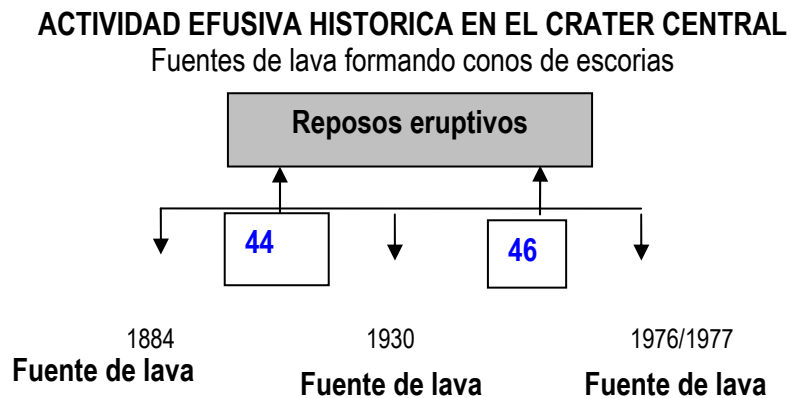 ACTIVIDAD EFUSIVA HISTORICA EN EL CRATER CENTRAL
Fuentes de lava formando conos de escorias
Reposos eruptivos
44
46
1884
1930
1976/1977
Fuente de lava
Fuente de lava
Fuente de lava